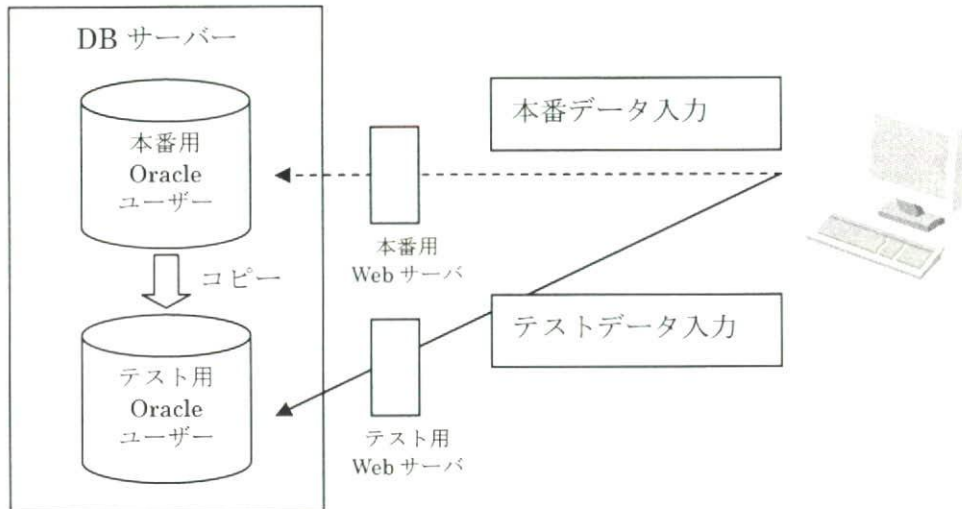 DB サーバー
本番用
Oracle
ユーザー
コピー
テスト用
Oracle
ユーザー
本番データ入力
本番用
Web サーバ
テストデータ入力
テスト用
Web サーバ